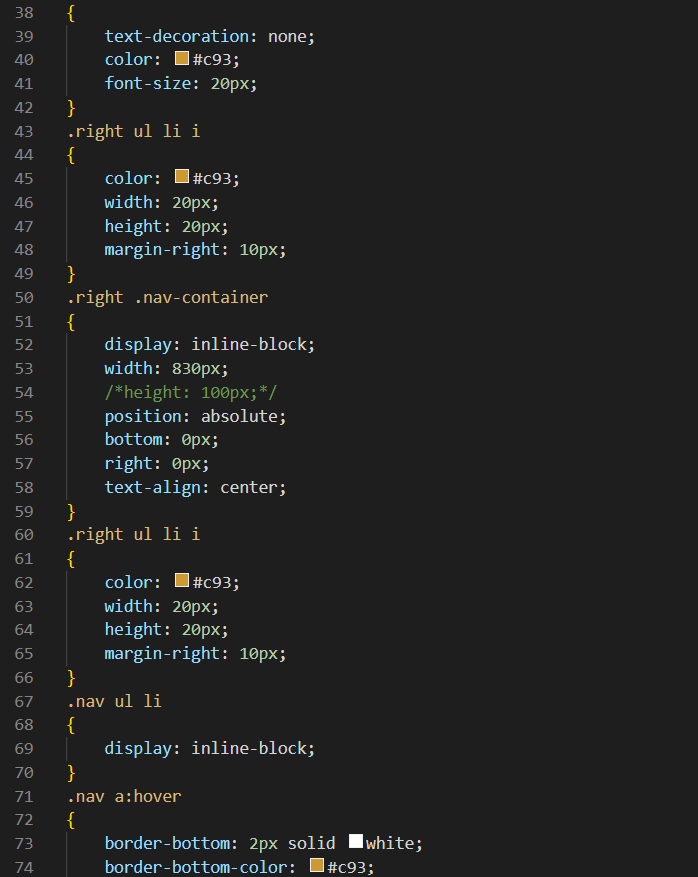 38 {
39     text-decoration: none;
40     color: #c93;
41     font-size: 20px;
42 }
43 .right ul li i
44 {
45     color: #c93;
46     width: 20px;
47     height: 20px;
48     margin-right: 10px;
49 }
50 .right .nav-container
51 {
52     display: inline-block;
53     width: 830px;
54     /*height: 100px;*/
55     position: absolute;
56     bottom: 0px;
57     right: 0px;
58     text-align: center;
59 }
60 .right ul li i
61 {
62     color: #c93;
63     width: 20px;
64     height: 20px;
65     margin-right: 10px;
66 }
67 .nav ul li
68 {
69     display: inline-block;
70 }
71 .nav a:hover
72 {
73     border-bottom: 2px solid white;
74     border-bottom-color: #c93;